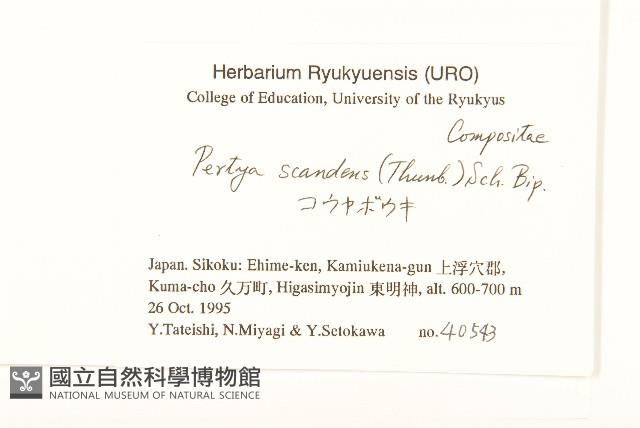 Herbarium Ryukyuensis (URO)
College of Education, University of the Ryukyus
Compositae
Pertya scandens (Thunb.) Sch. Bip.
コウヤボウキ
Japan. Sikoku: Ehime-ken, Kamiukena-gun 上浮穴郡,
Kuma-cho 久万町, Higasimyojin 東明神, alt. 600-700 m
26 Oct. 1995
Y.Tateishi, N.Miyagi & Y.Setokawa no. 40543
國立自然科學博物館
NATIONAL MUSEUM OF NATURAL SCIENCE